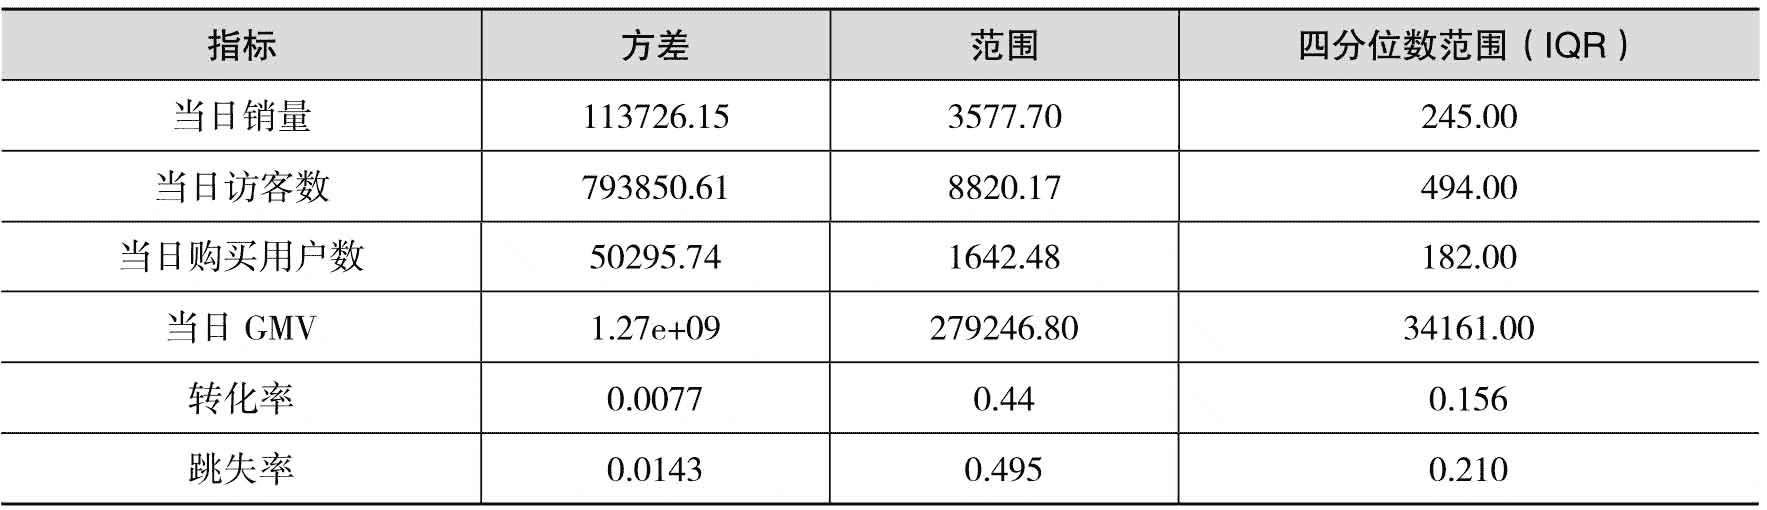 指标 方差 范围 四分位数范围（IQR）
当日销量 113726.15 3577.70 245.00
当日访客数 793850.61 8820.17 494.00
当日购买用户数 50295.74 1642.48 182.00
当日 GMV 1.27e+09 279246.80 34161.00
转化率 0.0077 0.44 0.156
跳失率 0.0143 0.495 0.210